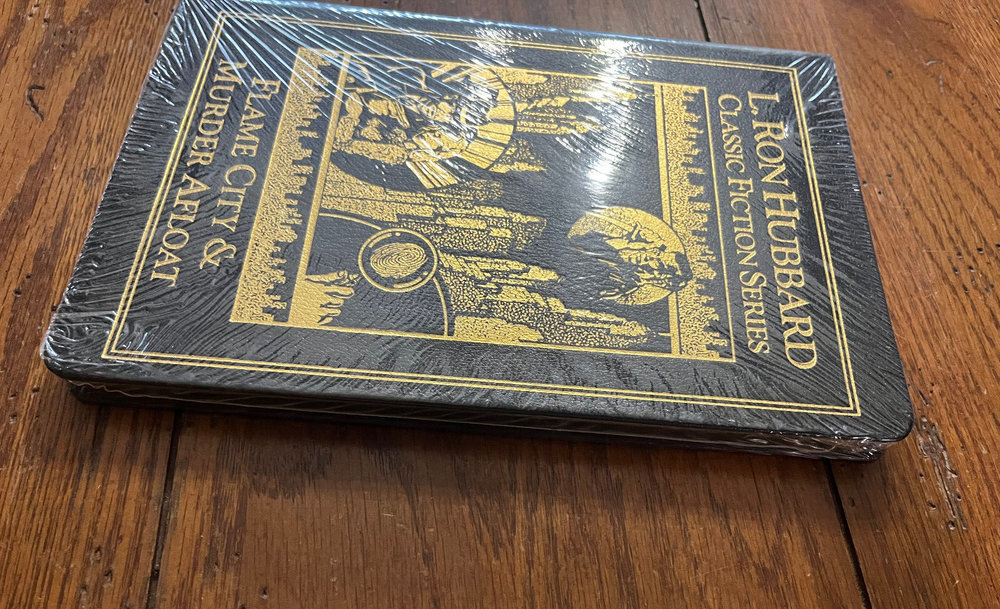 L. RON HUBBARD
CLASSIC FICTION SERIES
FLAME CITY &
MURDER AFLOAT